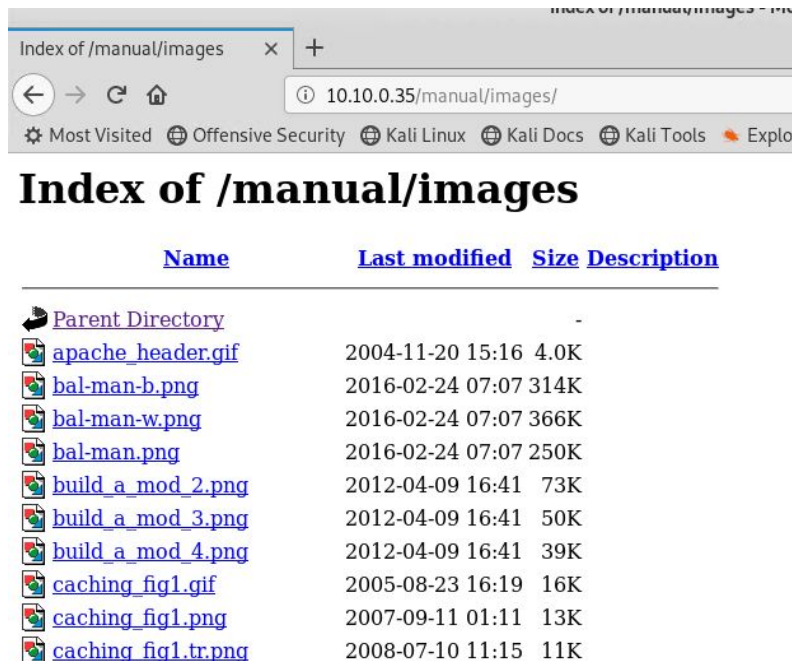 Index of /manual/images
10.10.0.35/manual/images/
Most Visited Offensive Security Kali Linux Kali Docs Kali Tools Explo
Index of /manual/images
Name Last modified Size Description
Parent Directory -
apache_header.gif 2004-11-20 15:16 4.0K
bal-man-b.png 2016-02-24 07:07 314K
bal-man-w.png 2016-02-24 07:07 366K
bal-man.png 2016-02-24 07:07 250K
build_a_mod_2.png 2012-04-09 16:41 73K
build_a_mod_3.png 2012-04-09 16:41 50K
build_a_mod_4.png 2012-04-09 16:41 39K
caching_fig1.gif 2005-08-23 16:19 16K
caching_fig1.png 2007-09-11 01:11 13K
caching_fig1.tr.png 2008-07-10 11:15 11K